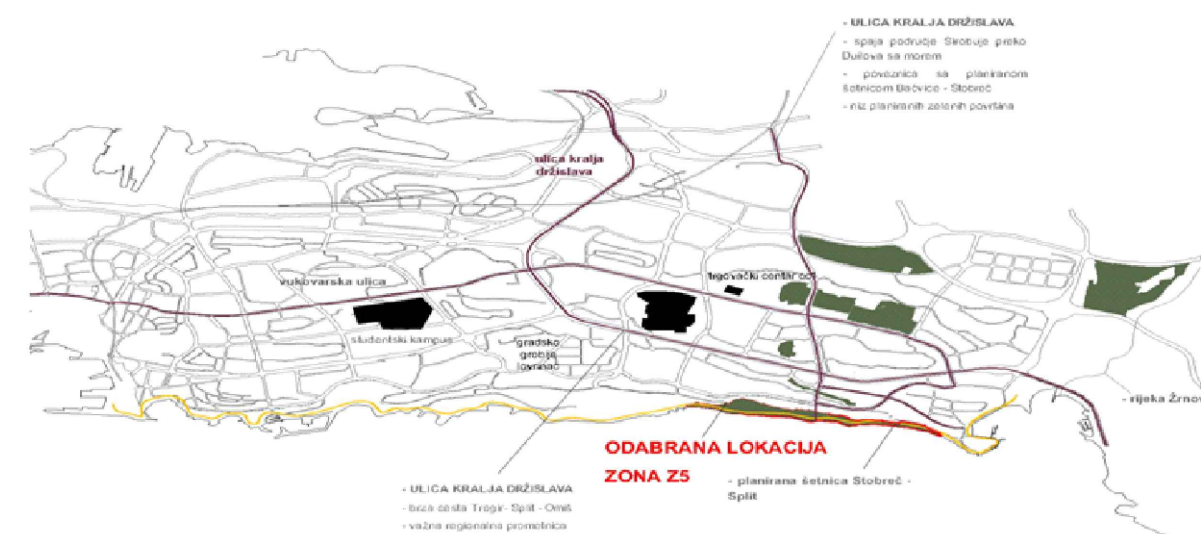 - ULICA KRALJA DRŽISLAVA
- spaja područje Sirobuje preko
Duilova sa morem
- poveznica sa planiranom
šetnicom Bačvice - Stobreč
- niz planiranih zelenih površina
ulica kralja
držislava
trgovački centar
vukovarska ulica
studentski kampus
gradsko
groblje
lovrinac
- rijeka Žrnov
ODABRANA LOKACIJA
ZONA Z5
- planirana šetnica Stobreč -
Split
- ULICA KRALJA DRŽISLAVA
- brza cesta Trogir- Split - Omiš
- važna regionalna prometnica